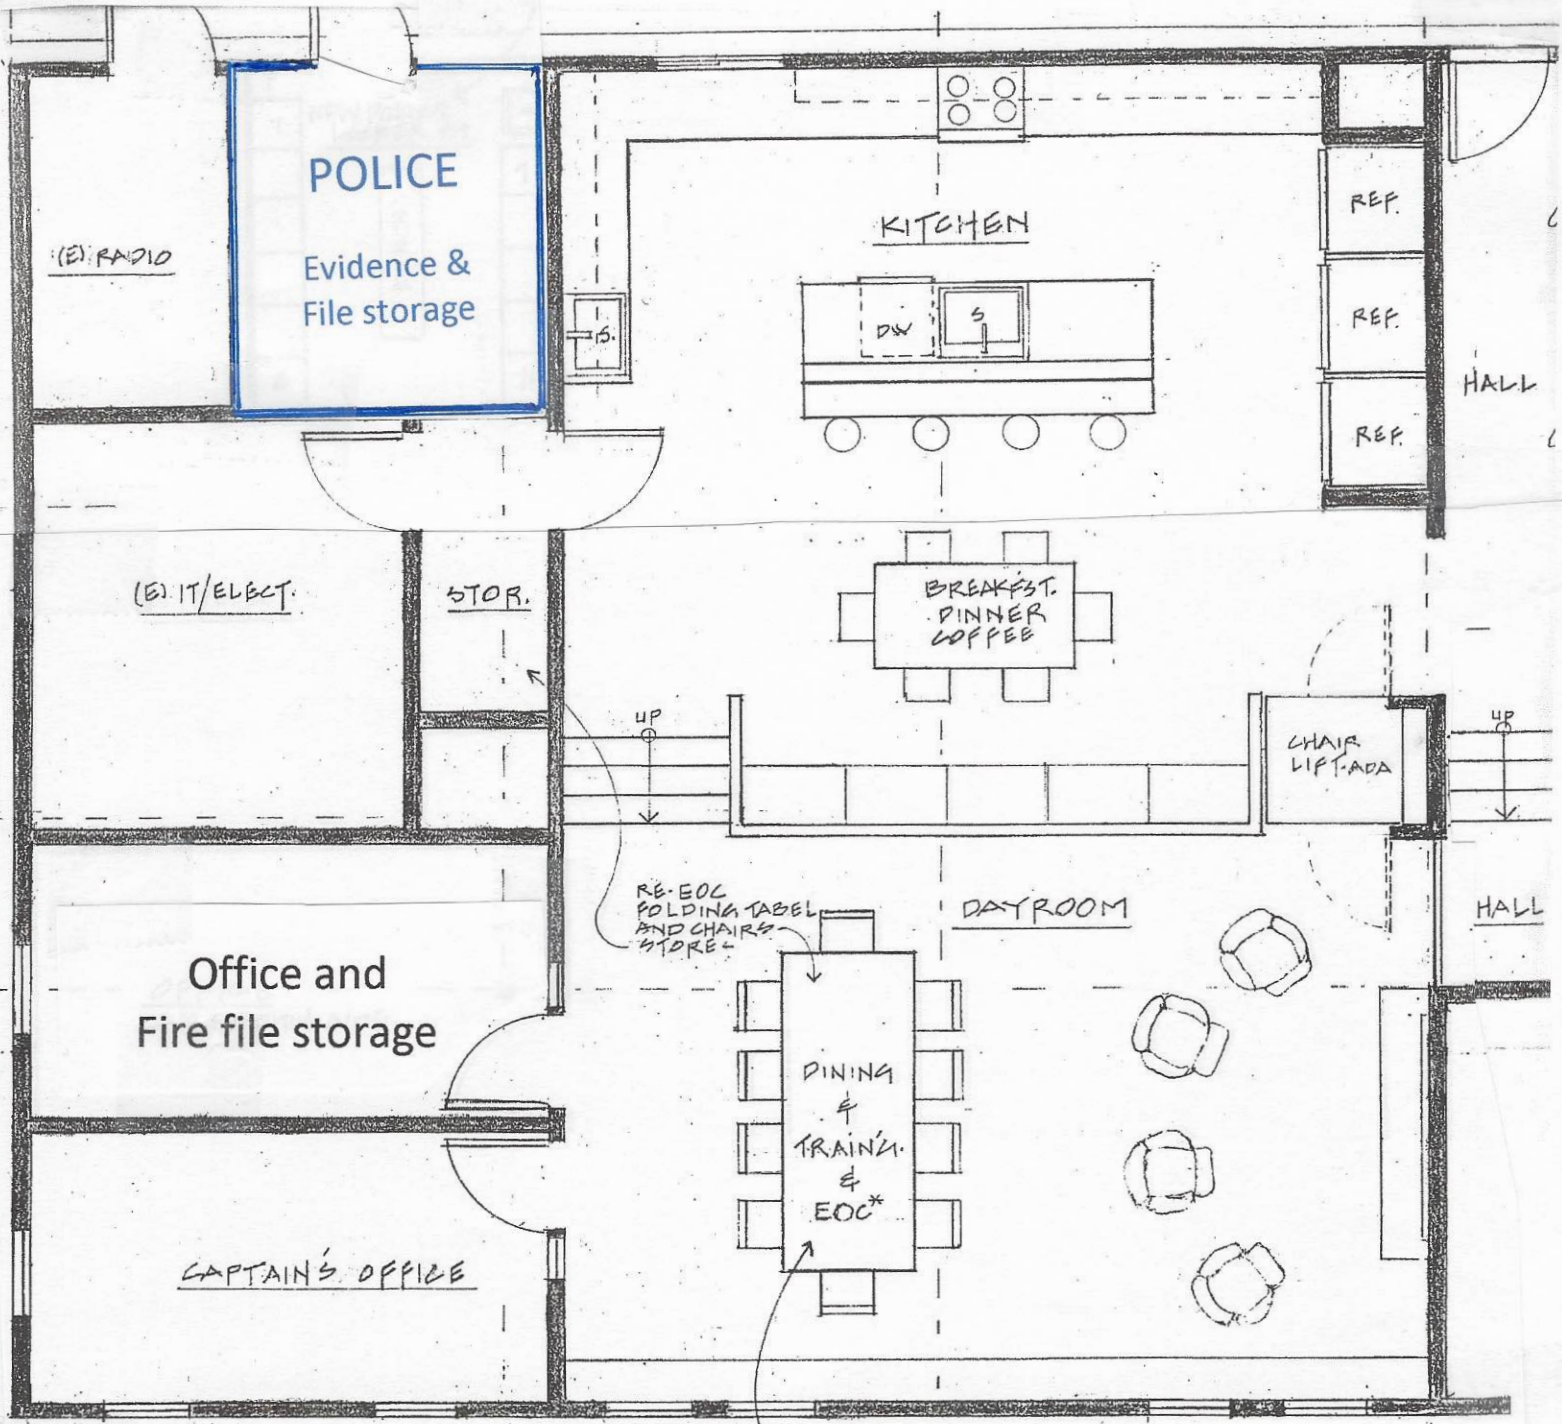 POLICE
Evidence &
File storage
(E) RADIO
KITCHEN
REF.
REF.
REF.
S.
DW
S
HALL
(E) IT/ELECT.
STOR.
BREAKF'ST.
DINNER
COFFEE
UP
CHAIR
LIFT-ADA
UP
RE-EOC
FOLDING TABEL
AND CHAIRS
STORE
DAYROOM
HALL
Office and
Fire file storage
DINING
&
TRAIN'G.
&
EOC*
CAPTAIN'S OFFICE